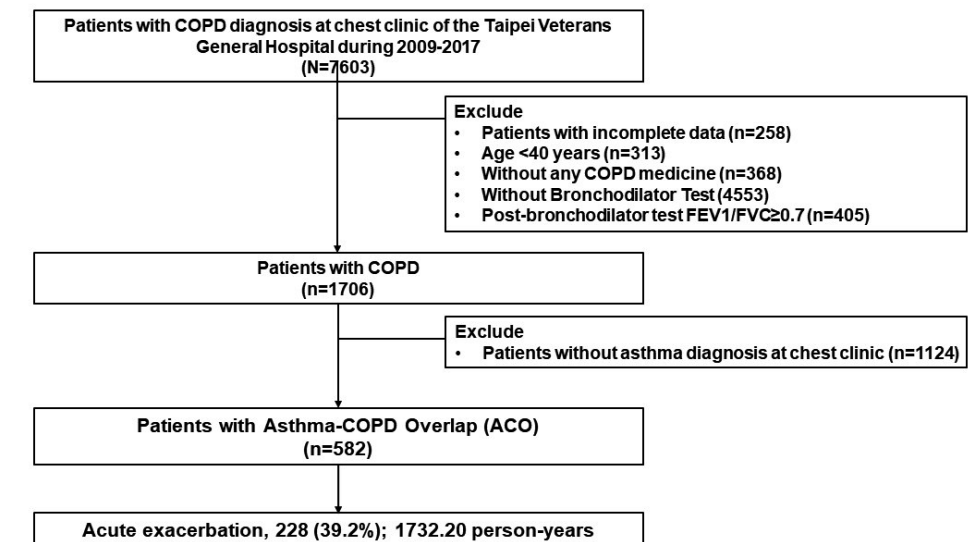 Patients with COPD diagnosis at chest clinic of the Taipei Veterans
General Hospital during 2009-2017
(N=7603)
Exclude
• Patients with incomplete data (n=258)
• Age <40 years (n=313)
• Without any COPD medicine (n=368)
• Without Bronchodilator Test (4553)
• Post-bronchodilator test FEV1/FVC≥0.7 (n=405)
Patients with COPD
(n=1706)
Exclude
• Patients without asthma diagnosis at chest clinic (n=1124)
Patients with Asthma-COPD Overlap (ACO)
(n=582)
Acute exacerbation, 228 (39.2%); 1732.20 person-years